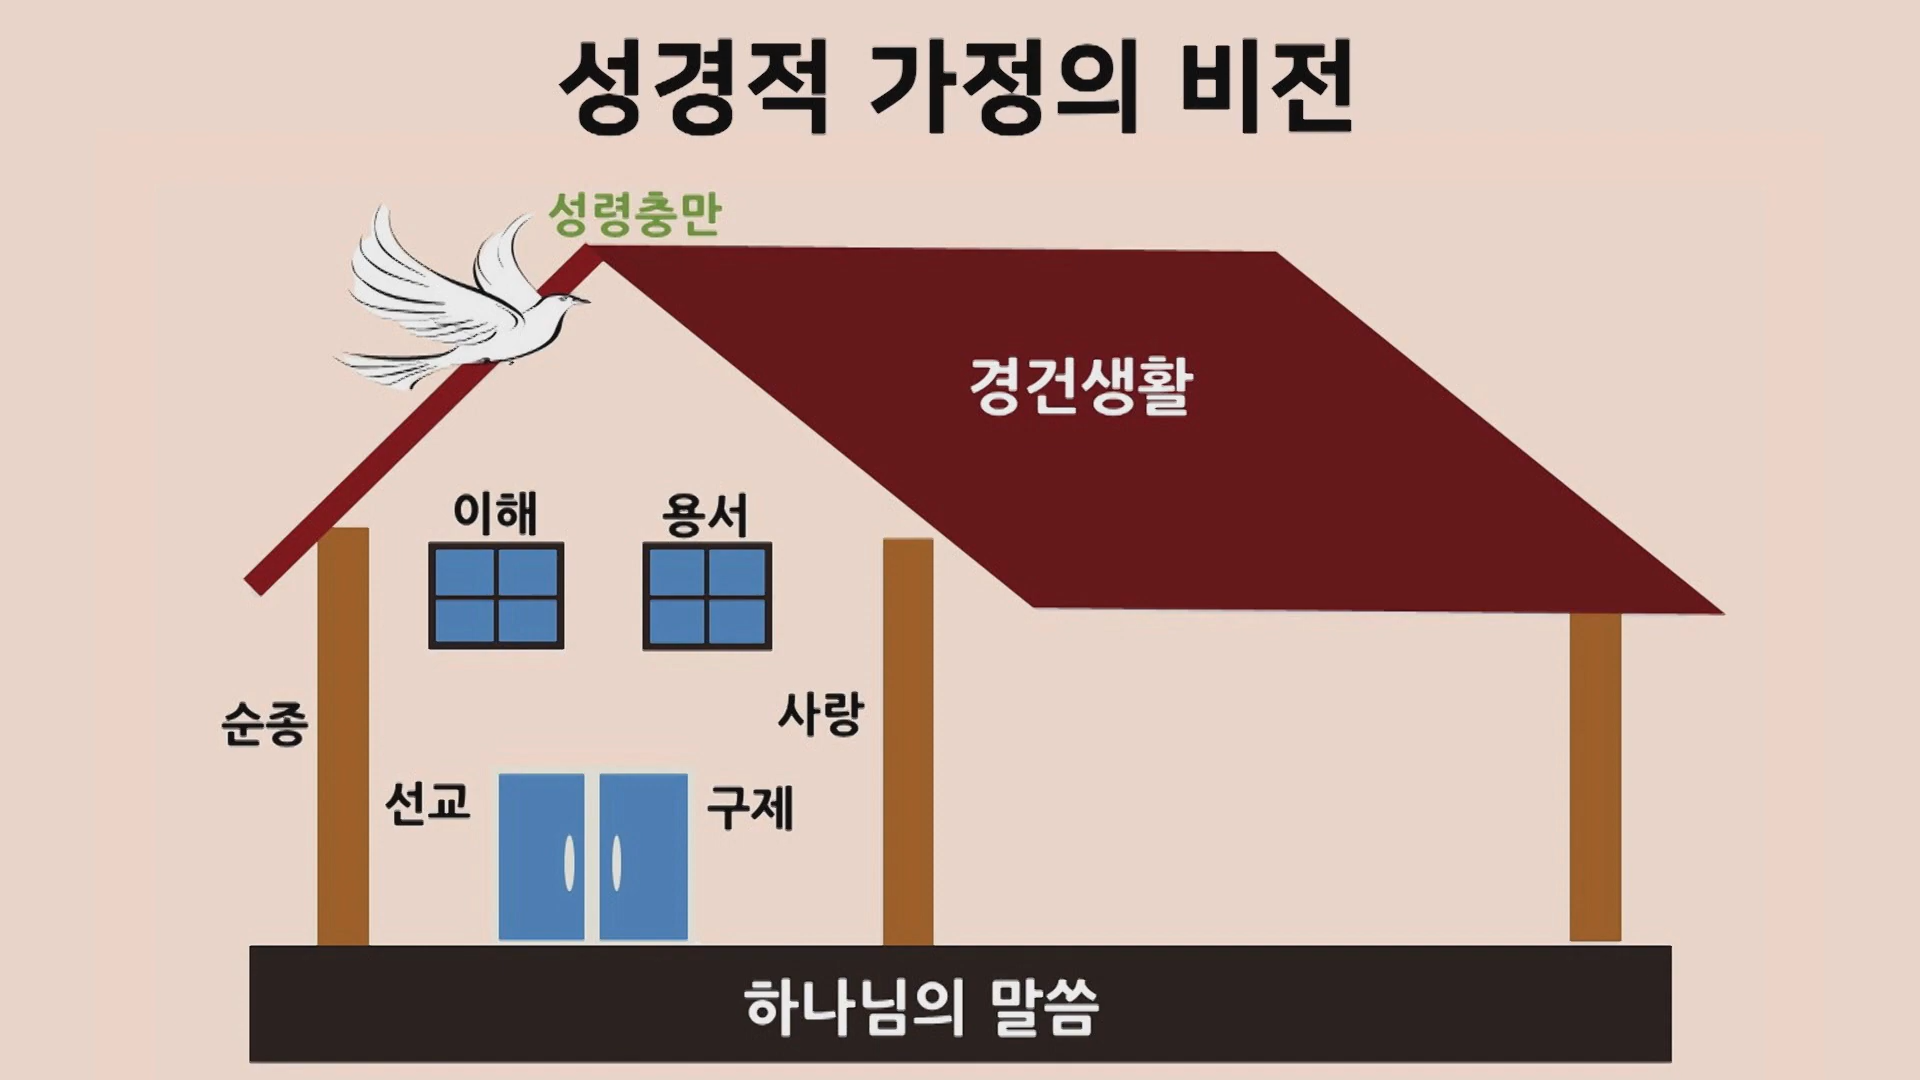 성경적 가정의 비전
성령충만
경건생활
이해
용서
순종
사랑
선교
구제
하나님의 말씀